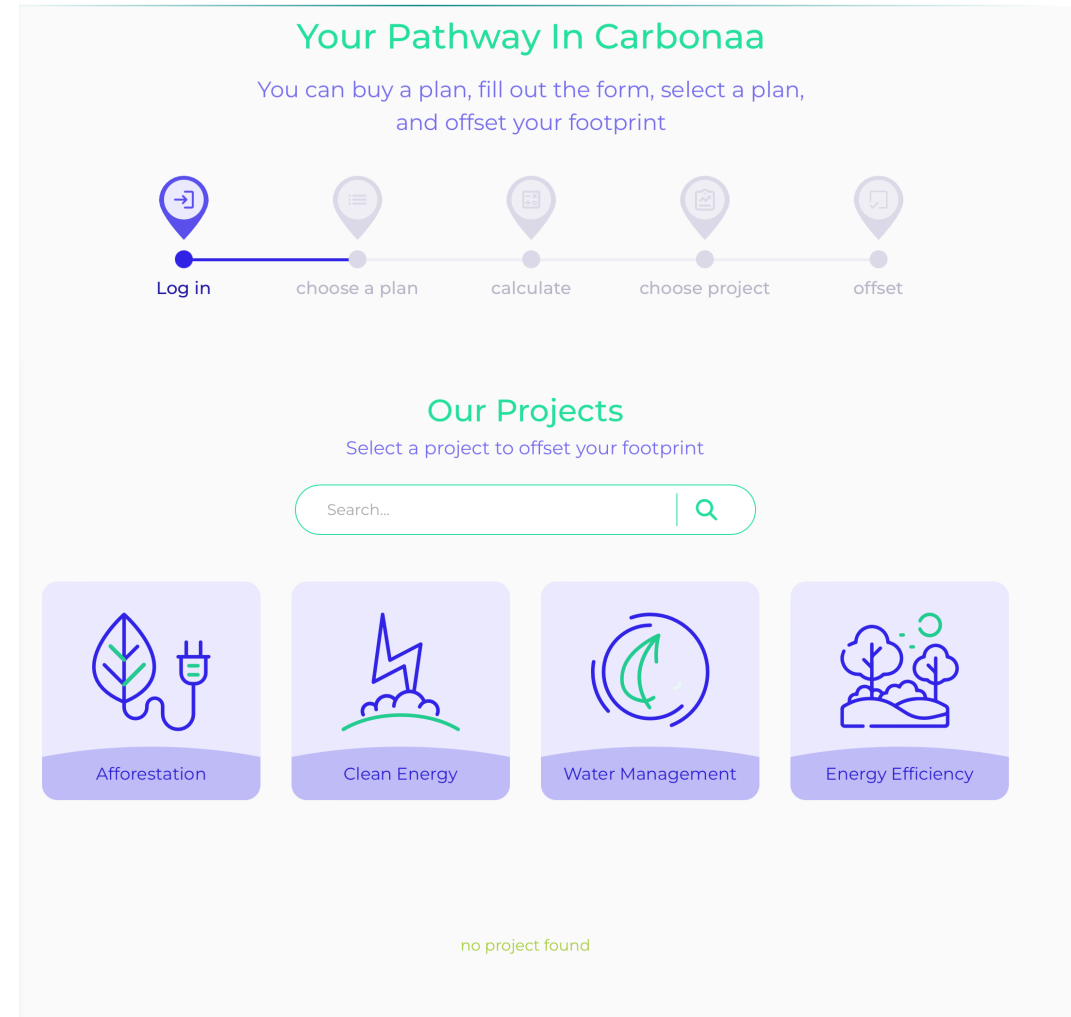 Your Pathway In Carbonaa
You can buy a plan, fill out the form, select a plan,
and offset your footprint
Log in
choose a plan
calculate
choose project
offset
Our Projects
Select a project to offset your footprint
Search...
Afforestation
Clean Energy
Water Management
Energy Efficiency
no project found